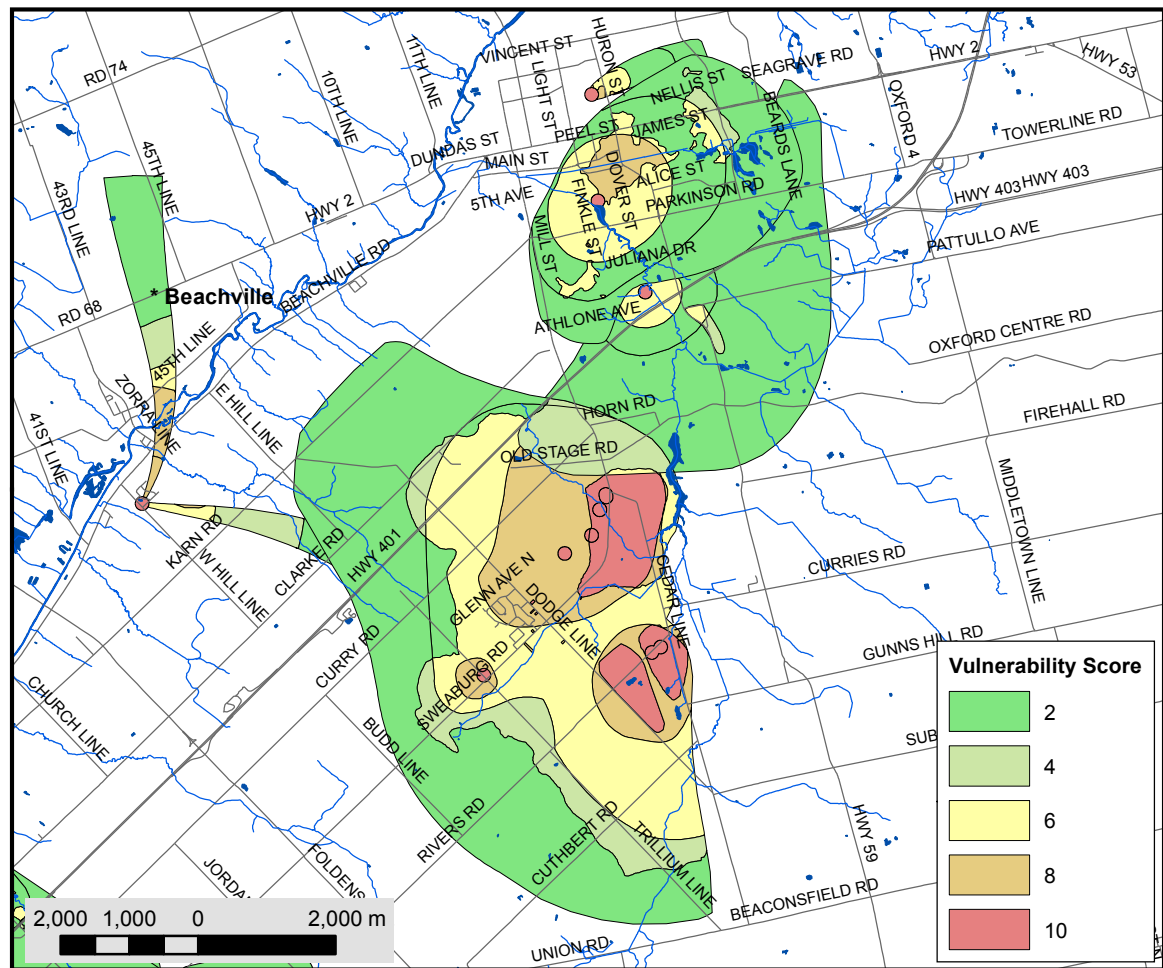 VINCENT ST
HURON ST
SEAGRAVE RD
HWY 2
HWY 53
RD 74
11TH LINE
LIGHT ST
NELLIS ST
10TH LINE
BEARDS LANE
OXFORD 4
TOWERLINE RD
PEEL ST
JAMES ST
DUNDAS ST
MAIN ST
DOVER ST
ALICE ST
45TH LINE
43RD LINE
HWY 2
5TH AVE
FINKLE ST
PARKINSON RD
HWY 403
HWY 403
MILL ST
JULIANA DR
PATTULLO AVE
BEACHVILLE RD
* Beachville
RD 68
ATHLONE AVE
OXFORD CENTRE RD
45TH LINE
ZORRA LINE
E HILL LINE
HORN RD
FIREHALL RD
41ST LINE
OLD STAGE RD
MIDDLETOWN LINE
KARN RD
CLARKE RD
HWY 401
W HILL LINE
GLENN AVE N
DODGE LINE
CEDAR LINE
CURRIES RD
CURRY RD
SWEABURG RD
GUNNS HILL RD
CHURCH LINE
BUDD LINE
SUB
RIVERS RD
CUTHBERT RD
TRILLIUM LINE
HWY 59
FOLDENS
JORDA
BEACONSFIELD RD
UNION RD
Vulnerability Score
2
4
6
8
10
2,000 1,000 0 2,000 m